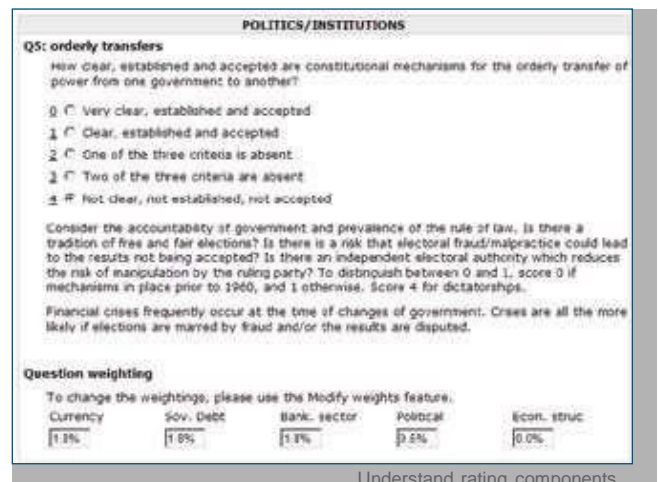 POLITICS/INSTITUTIONS
Q5: orderly transfers
How clear, established and accepted are constitutional mechanisms for the orderly transfer of
power from one government to another?
0 Very clear, established and accepted
1 Clear, established and accepted
2 One of the three criteria is absent
3 Two of the three criteria are absent
4 Not clear, not established, not accepted
Consider the accountability of government and prevalence of the rule of law. Is there a
tradition of free and fair elections? Is there is a risk that electoral fraud/malpractice could lead
to the results not being accepted? Is there an independent electoral authority which reduces
the risk of manipulation by the ruling party? To distinguish between 0 and 1, score 0 if
mechanisms in place prior to 1960, and 1 otherwise. Score 4 for dictatorships.
Financial crises frequently occur at the time of changes of government. Crises are all the more
likely if elections are marred by fraud and/or the results are disputed.
Question weighting
To change the weightings, please use the Modify weights feature.
Currency Sov. Debt Bank. sector Political Econ. struc
1.8% 1.8% 0.0%
Understand rating components